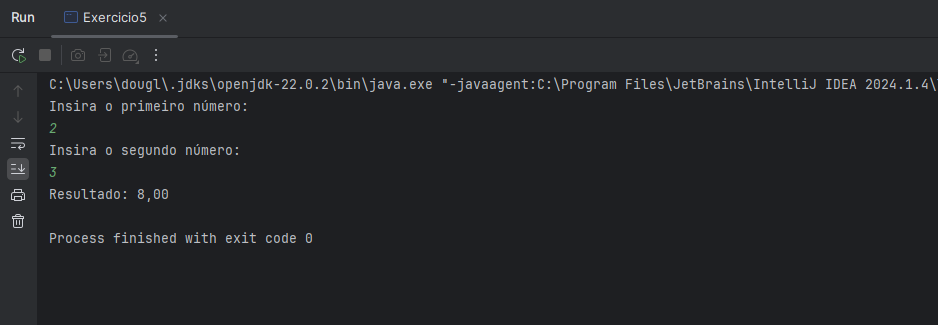 Run Exercicio5
C:\Users\dougl\.jdks\openjdk-22.0.2\bin\java.exe "-javaagent:C:\Program Files\JetBrains\IntelliJ IDEA 2024.1.4\
Insira o primeiro número:
2
Insira o segundo número:
3
Resultado: 8,00
Process finished with exit code 0